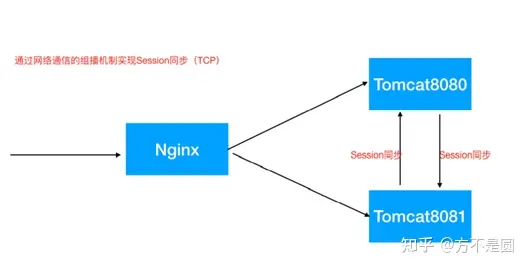 通过网络通信的组播机制实现Session同步（TCP）
Tomcat8080
Nginx
Session同步
Session同步
Tomcat8081
知乎 @方不是圆